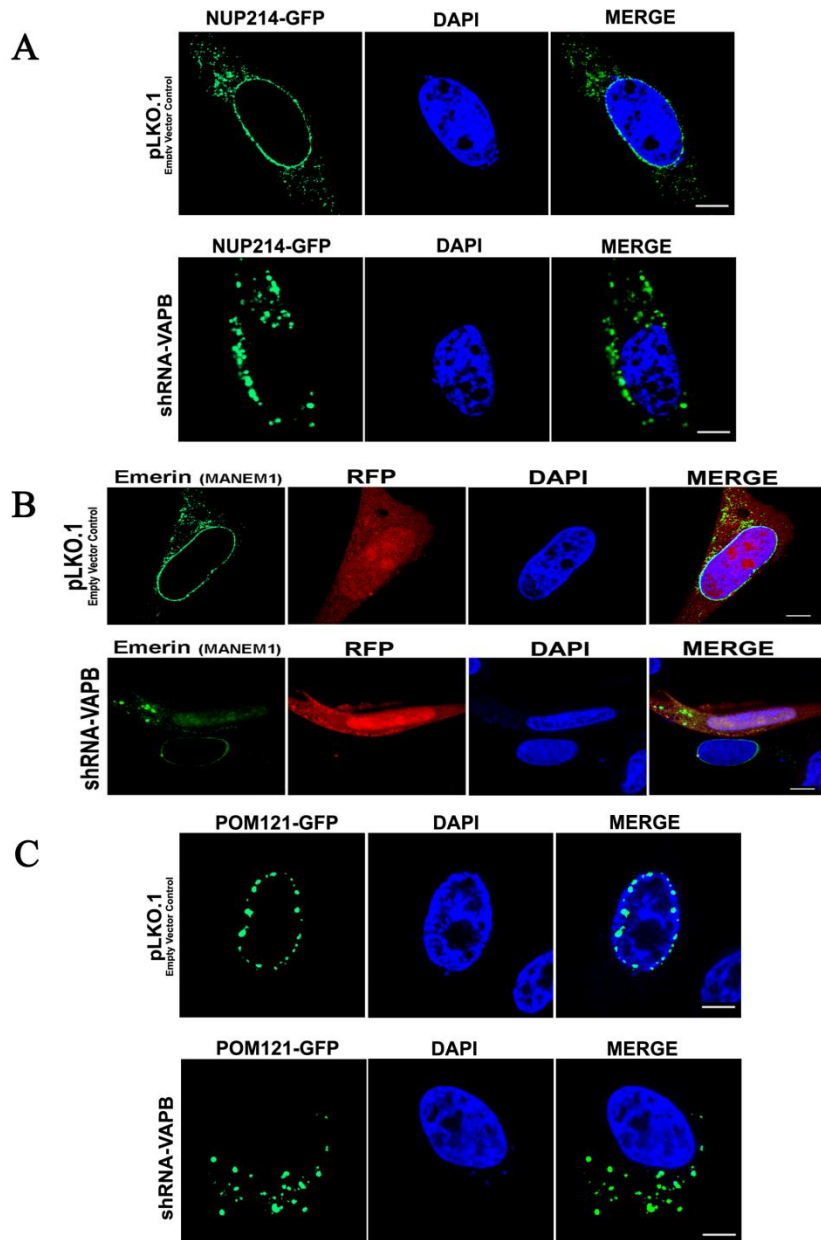 A
NUP214-GFP DAPI MERGE
pLKO.1
Empty Vector Control
NUP214-GFP DAPI MERGE
shRNA-VAPB
B
Emerin (MANEM1) RFP DAPI MERGE
pLKO.1
Empty Vector Control
Emerin (MANEM1) RFP DAPI MERGE
shRNA-VAPB
C
POM121-GFP DAPI MERGE
pLKO.1
Empty Vector Control
POM121-GFP DAPI MERGE
shRNA-VAPB